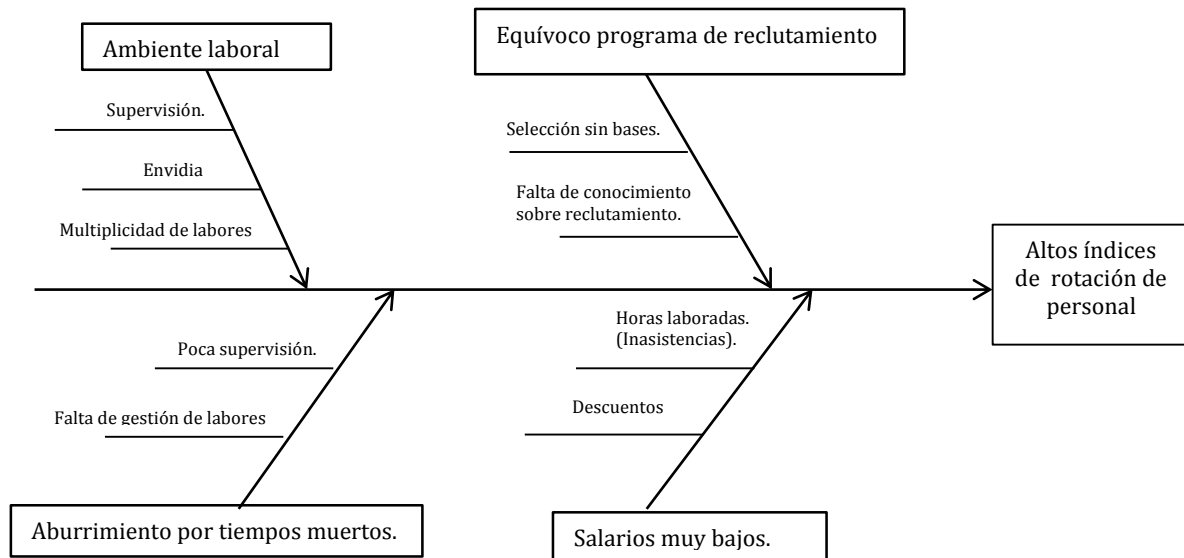 Ambiente laboral
Equívoco programa de reclutamiento
Supervisión.
Envidia
Multiplicidad de labores
Selección sin bases.
Falta de conocimiento
sobre reclutamiento.
Altos índices
de rotación de
personal
Poca supervisión.
Falta de gestión de labores
Horas laboradas.
(Inasistencias).
Descuentos
Aburrimiento por tiempos muertos.
Salarios muy bajos.